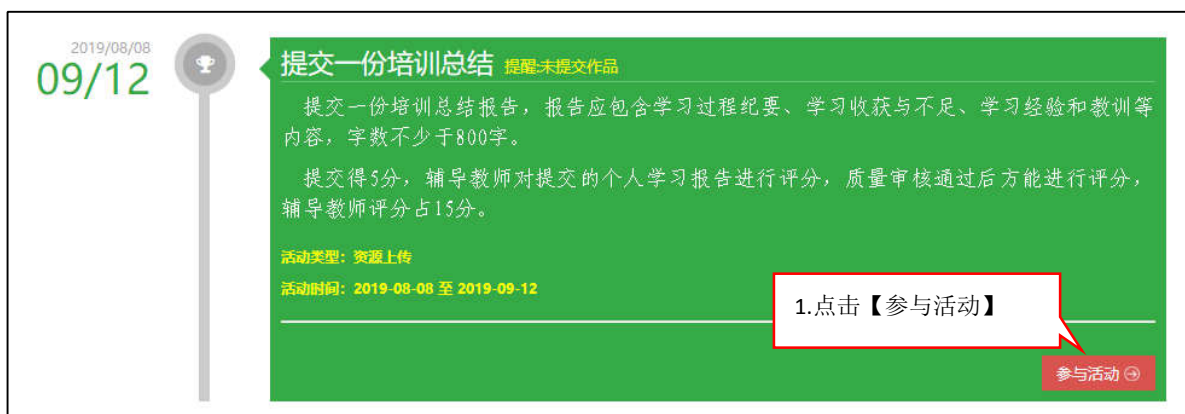 2019/08/08
09/12
提交一份培训总结 提醒:未提交作品
提交一份培训总结报告，报告应包含学习过程纪要、学习收获与不足、学习经验和教训等
内容，字数不少于800字。
提交得5分，辅导教师对提交的个人学习报告进行评分，质量审核通过后方能进行评分，
辅导教师评分占15分。
活动类型：资源上传
活动时间：2019-08-08 至 2019-09-12
1.点击【参与活动】
参与活动